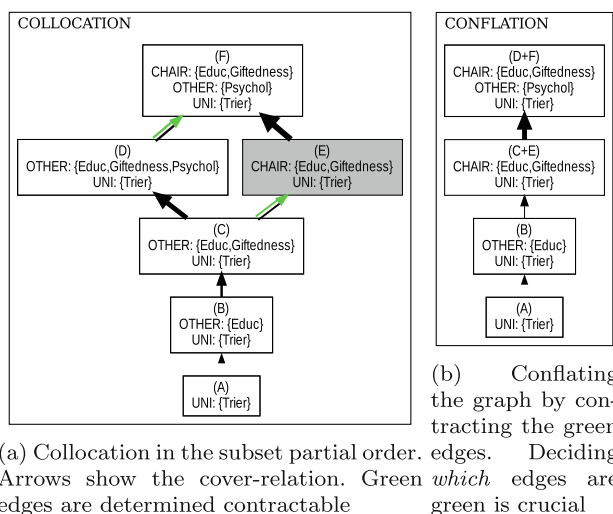 COLLOCATION
(F)
CHAIR: {Educ,Giftedness}
OTHER: {Psychol}
UNI: {Trier}
(D)
OTHER: {Educ,Giftedness,Psychol}
UNI: {Trier}
(E)
CHAIR: {Educ,Giftedness}
UNI: {Trier}
(C)
OTHER: {Educ,Giftedness}
UNI: {Trier}
(B)
OTHER: {Educ}
UNI: {Trier}
(A)
UNI: {Trier}
(a) Collocation in the subset partial order.
Arrows show the cover-relation. Green
edges are determined contractable
CONFLATION
(D+F)
CHAIR: {Educ,Giftedness}
OTHER: {Psychol}
UNI: {Trier}
(C+E)
CHAIR: {Educ,Giftedness}
UNI: {Trier}
(B)
OTHER: {Educ}
UNI: {Trier}
(A)
UNI: {Trier}
(b) Conflating
the graph by con-
tracting the green
edges. Deciding
which edges are
green is crucial